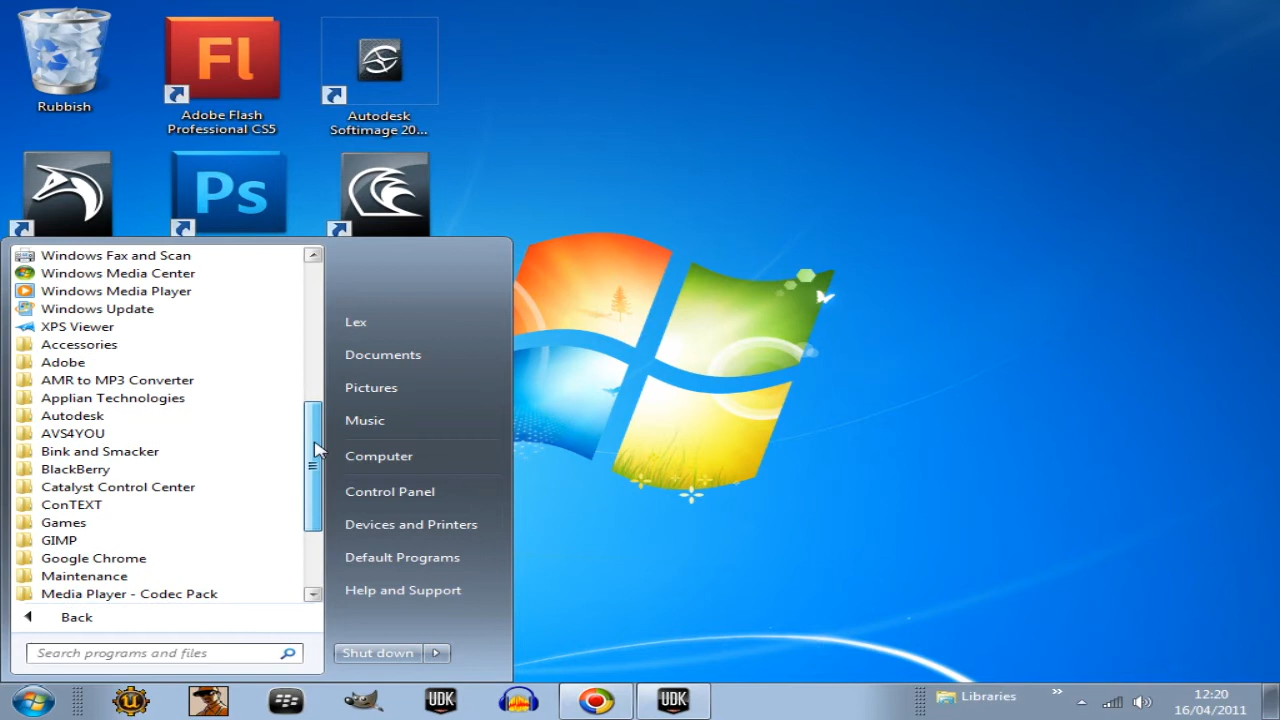 Rubbish
Fl
Adobe Flash
Professional CS5
Autodesk
Softimage 20...
Ps
Windows Fax and Scan
Windows Media Center
Windows Media Player
Windows Update
XPS Viewer
Accessories
Adobe
AMR to MP3 Converter
Applian Technologies
Autodesk
AVS4YOU
Bink and Smacker
BlackBerry
Catalyst Control Center
ConTEXT
Games
GIMP
Google Chrome
Maintenance
Media Player - Codec Pack
Back
Search programs and files
Lex
Documents
Pictures
Music
Computer
Control Panel
Devices and Printers
Default Programs
Help and Support
Shut down
UDK
UDK
Libraries
12:20
16/04/2011